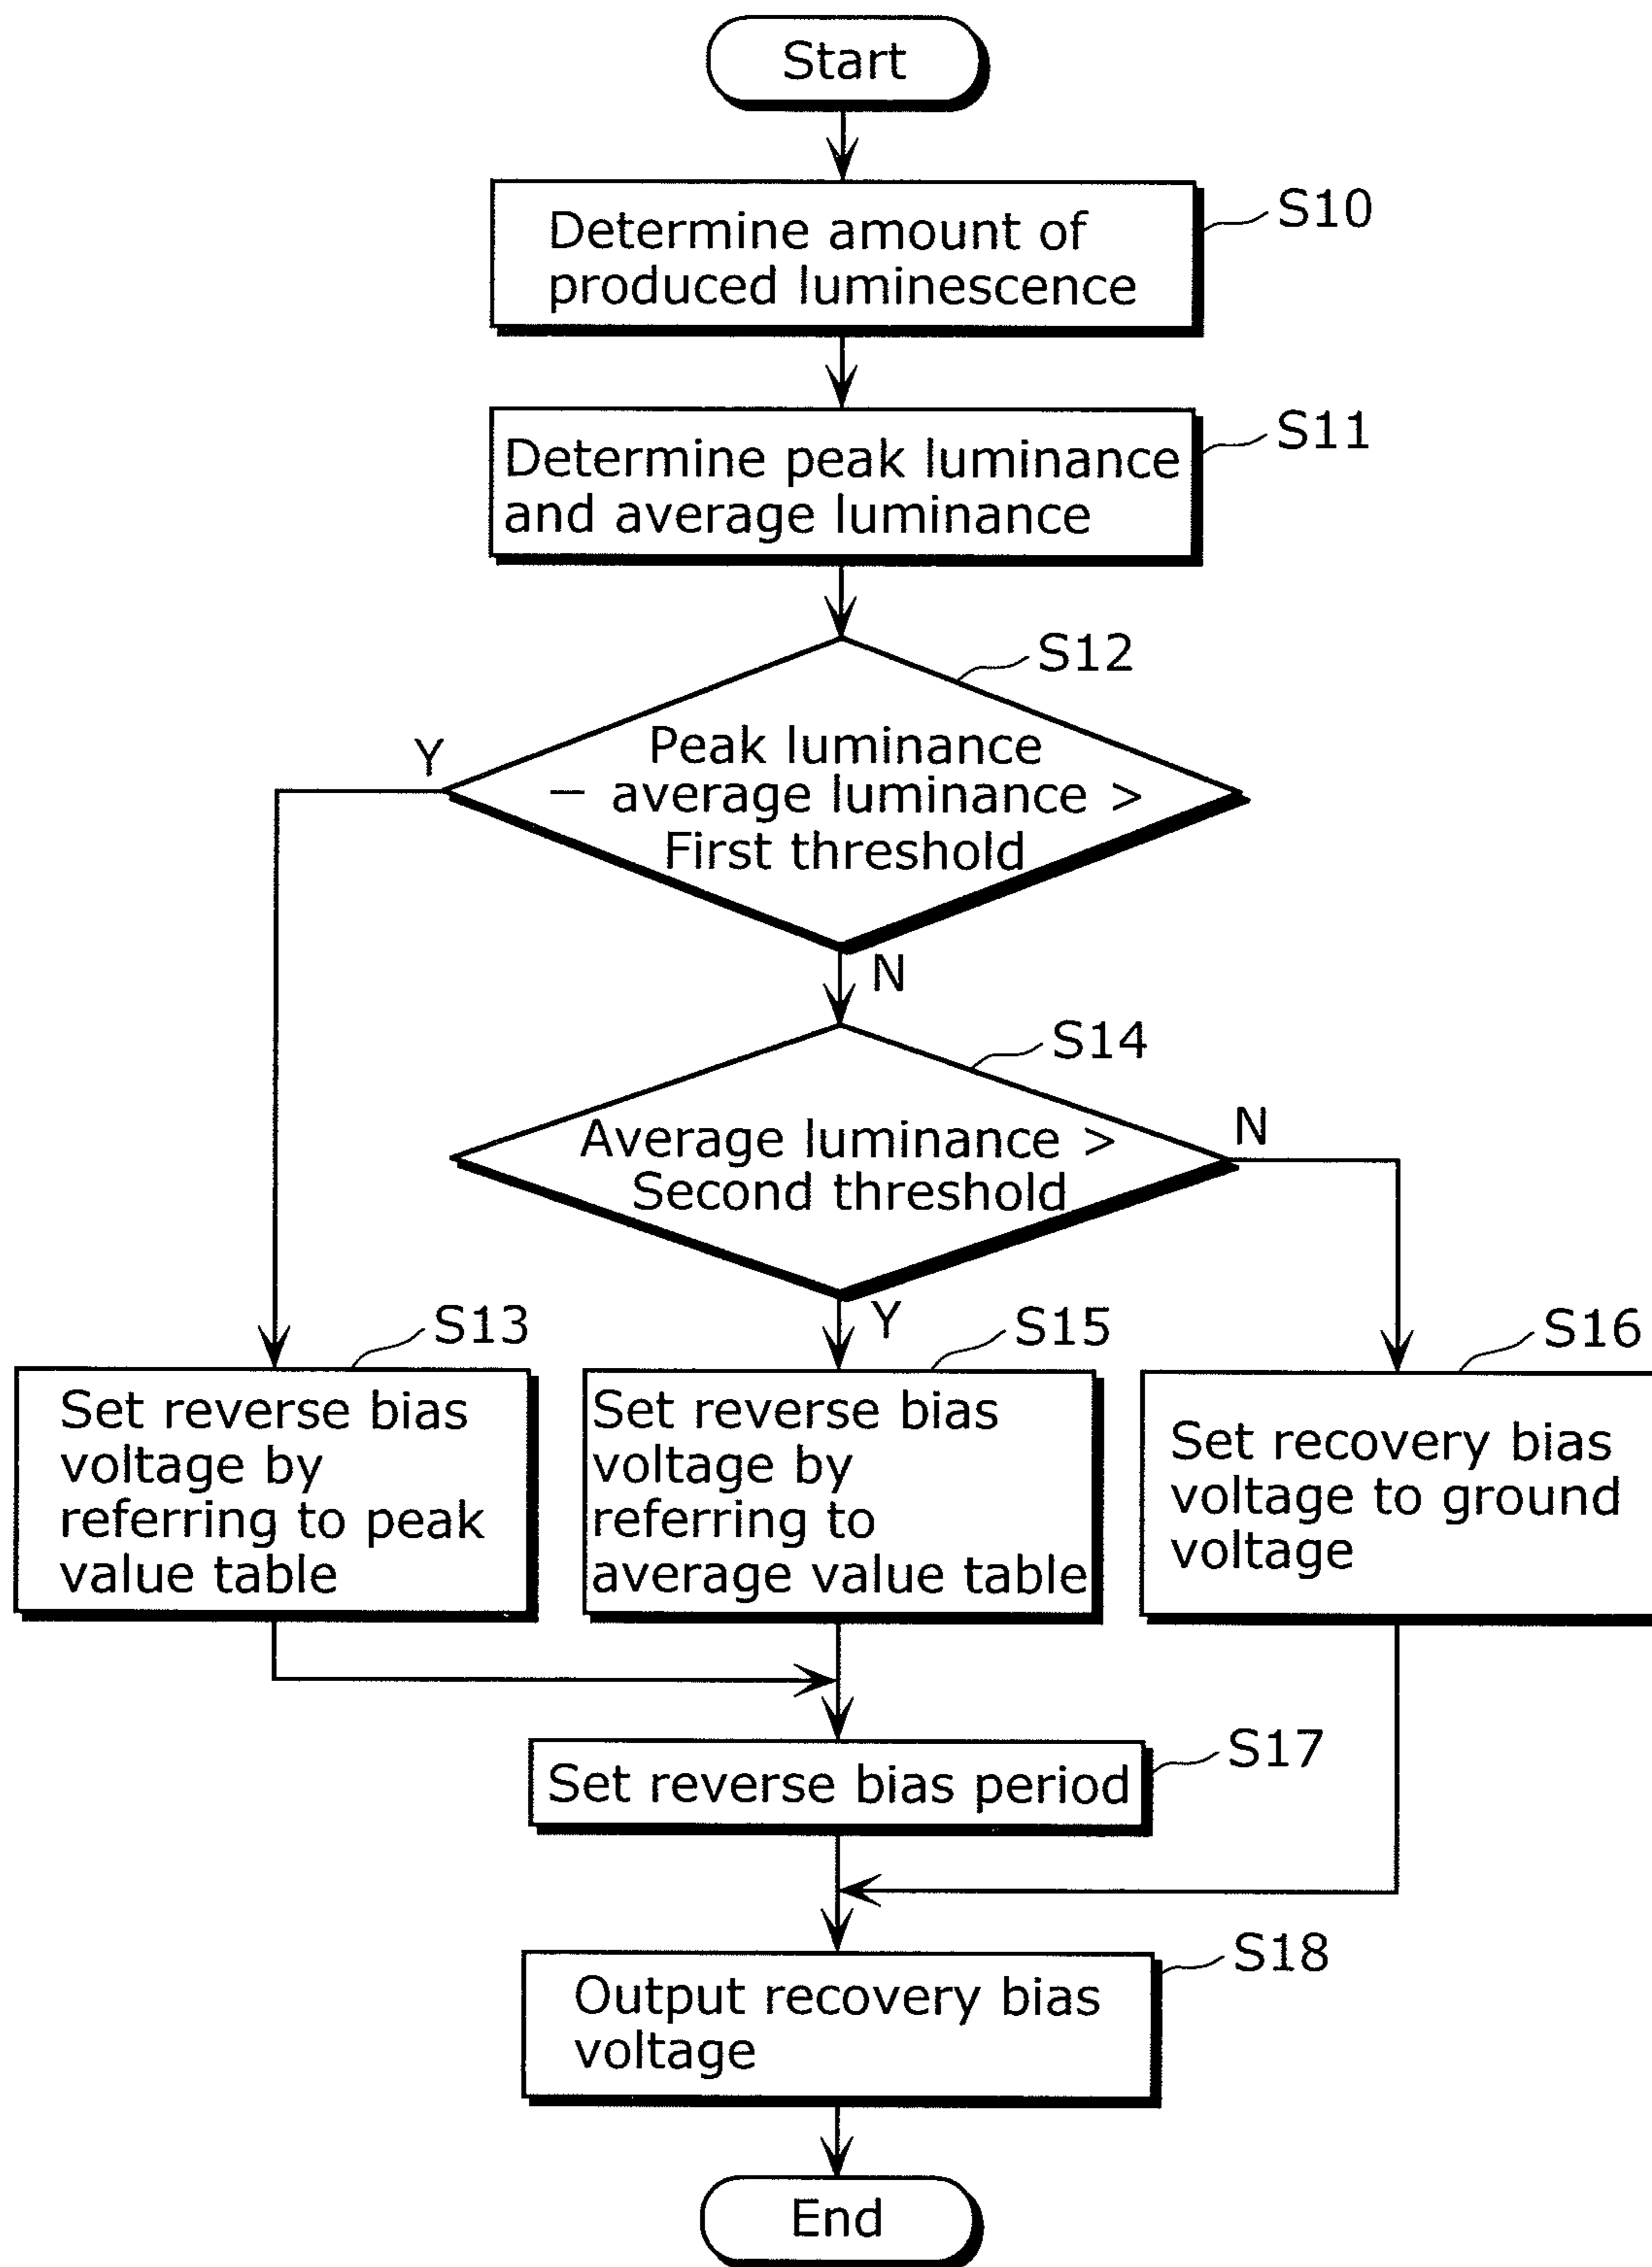 Start
Determine amount of
produced luminescence
S10
Determine peak luminance
and average luminance
S11
S12
Peak luminance
− average luminance >
First threshold
Y
N
S14
Average luminance >
Second threshold
N
Y
S13
Set reverse bias
voltage by
referring to peak
value table
S15
Set reverse bias
voltage by
referring to
average value table
S16
Set recovery bias
voltage to ground
voltage
S17
Set reverse bias period
S18
Output recovery bias
voltage
End